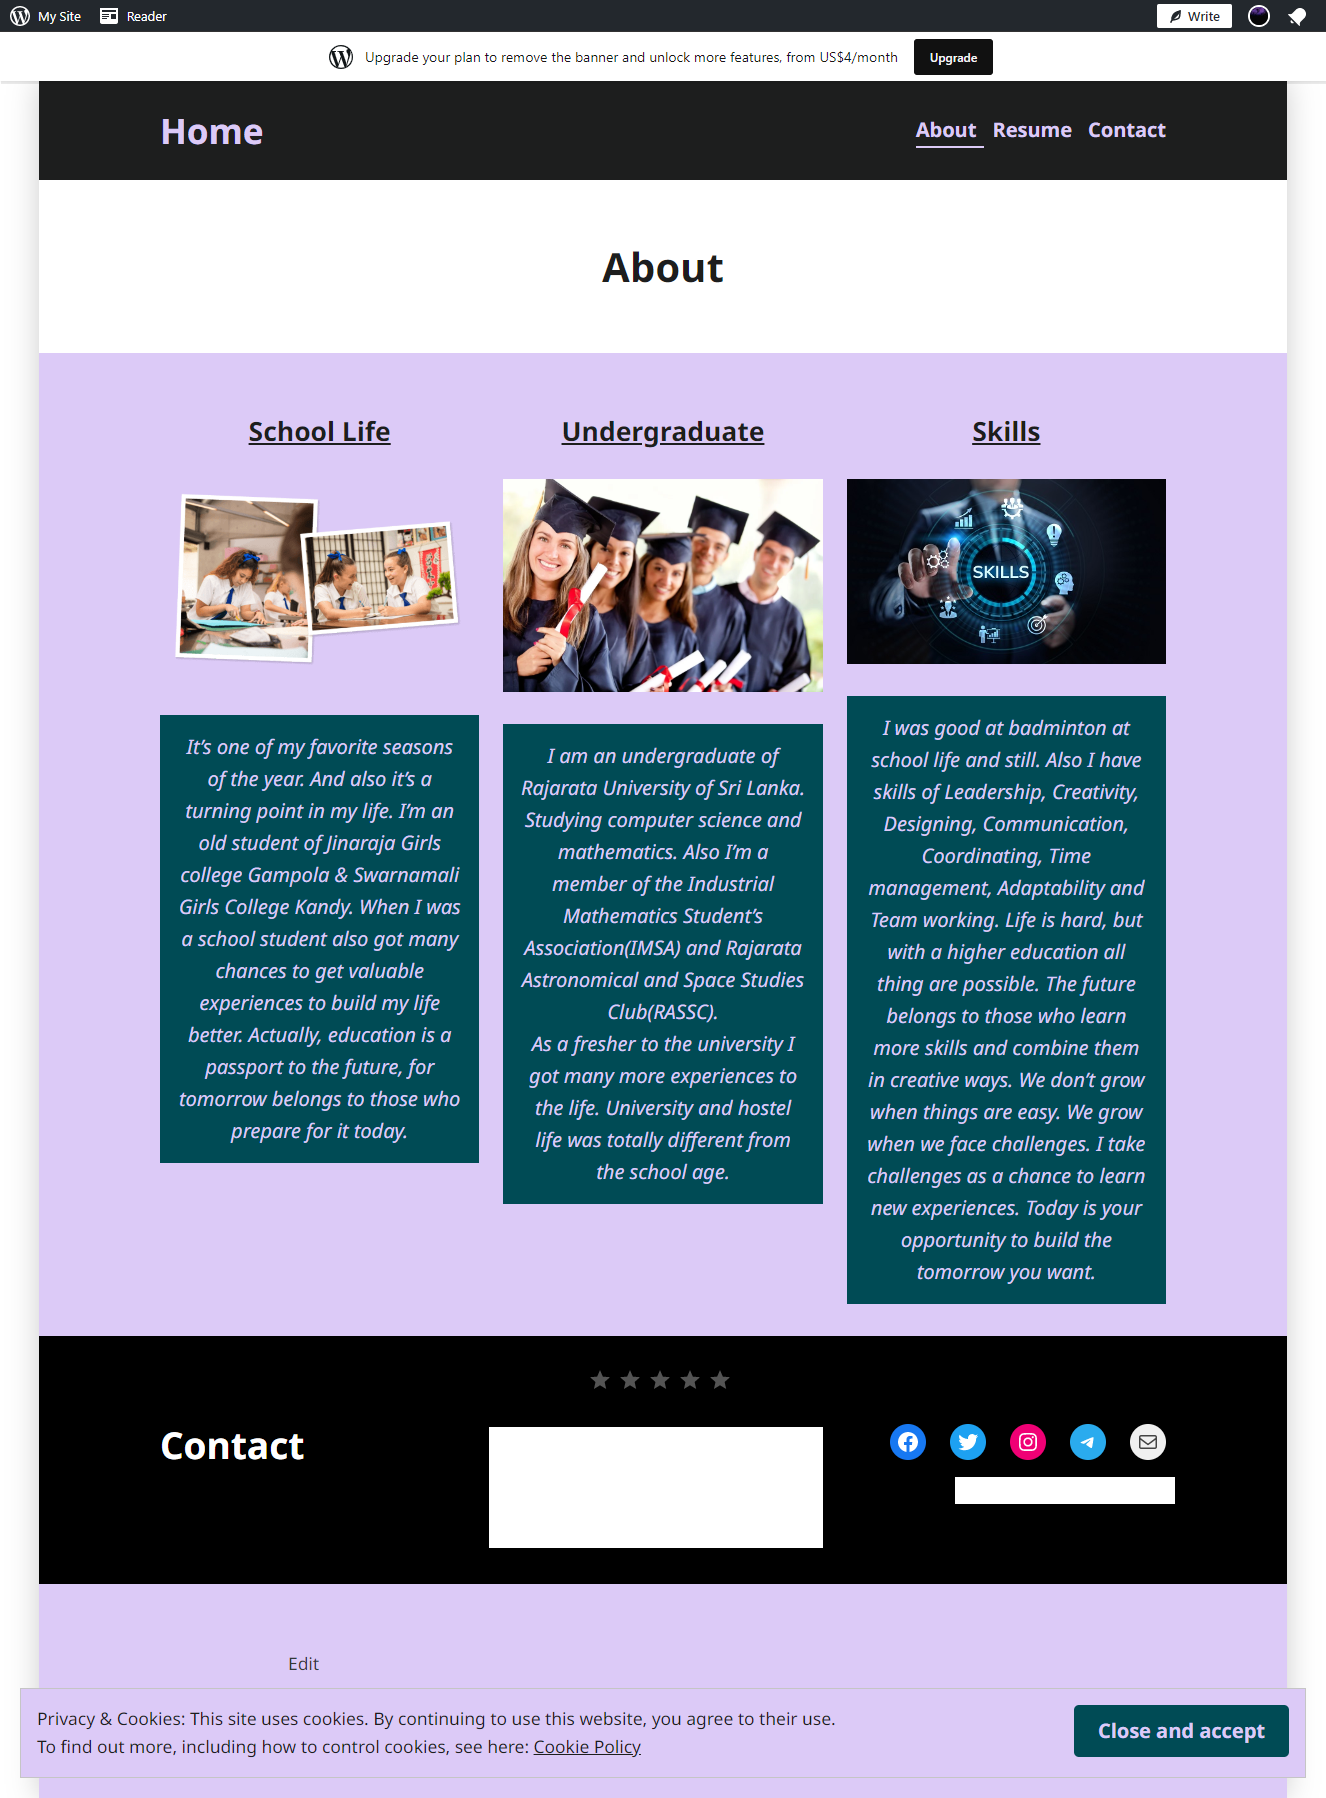 My Site Reader Write
Upgrade your plan to remove the banner and unlock more features, from US$4/month Upgrade
Home About Resume Contact
About
School Life
It's one of my favorite seasons
of the year. And also it's a
turning point in my life. I'm an
old student of Jinaraja Girls
college Gampola & Swarnamali
Girls College Kandy. When I was
a school student also got many
chances to get valuable
experiences to build my life
better. Actually, education is a
passport to the future, for
tomorrow belongs to those who
prepare for it today.
Undergraduate
I am an undergraduate of
Rajarata University of Sri Lanka.
Studying computer science and
mathematics. Also I'm a
member of the Industrial
Mathematics Student's
Association(IMSA) and Rajarata
Astronomical and Space Studies
Club(RASSC).
As a fresher to the university I
got many more experiences to
the life. University and hostel
life was totally different from
the school age.
Skills
SKILLS
I was good at badminton at
school life and still. Also I have
skills of Leadership, Creativity,
Designing, Communication,
Coordinating, Time
management, Adaptability and
Team working. Life is hard, but
with a higher education all
thing are possible. The future
belongs to those who learn
more skills and combine them
in creative ways. We don't grow
when things are easy. We grow
when we face challenges. I take
challenges as a chance to learn
new experiences. Today is your
opportunity to build the
tomorrow you want.
Contact
Edit
Privacy & Cookies: This site uses cookies. By continuing to use this website, you agree to their use.
To find out more, including how to control cookies, see here: Cookie Policy
Close and accept